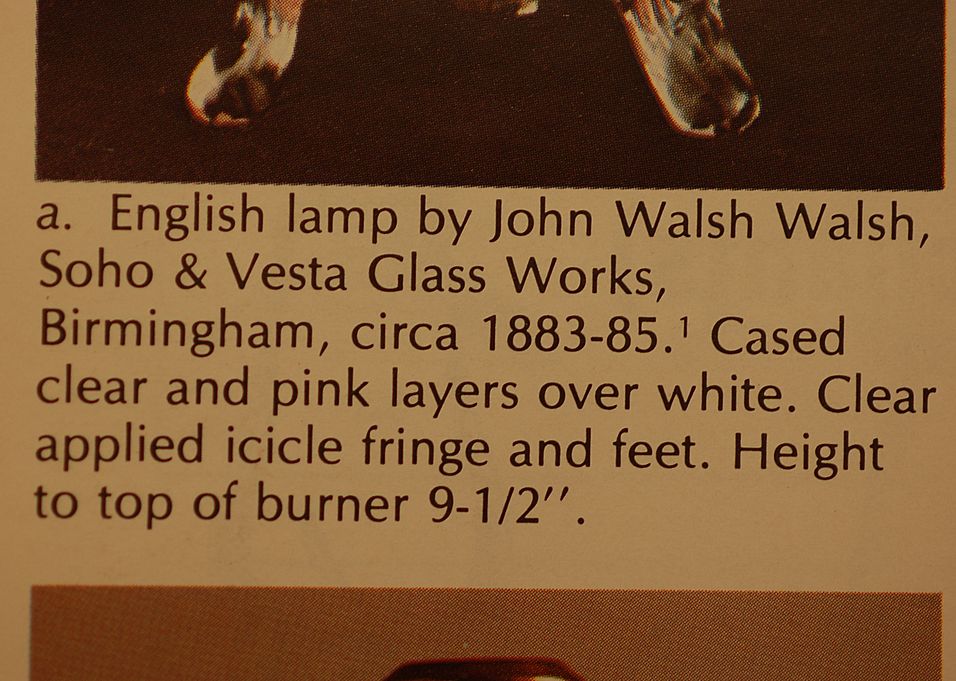 a. English lamp by John Walsh Walsh,
Soho & Vesta Glass Works,
Birmingham, circa 1883-85.¹ Cased
clear and pink layers over white. Clear
applied icicle fringe and feet. Height
to top of burner 9-1/2′′.